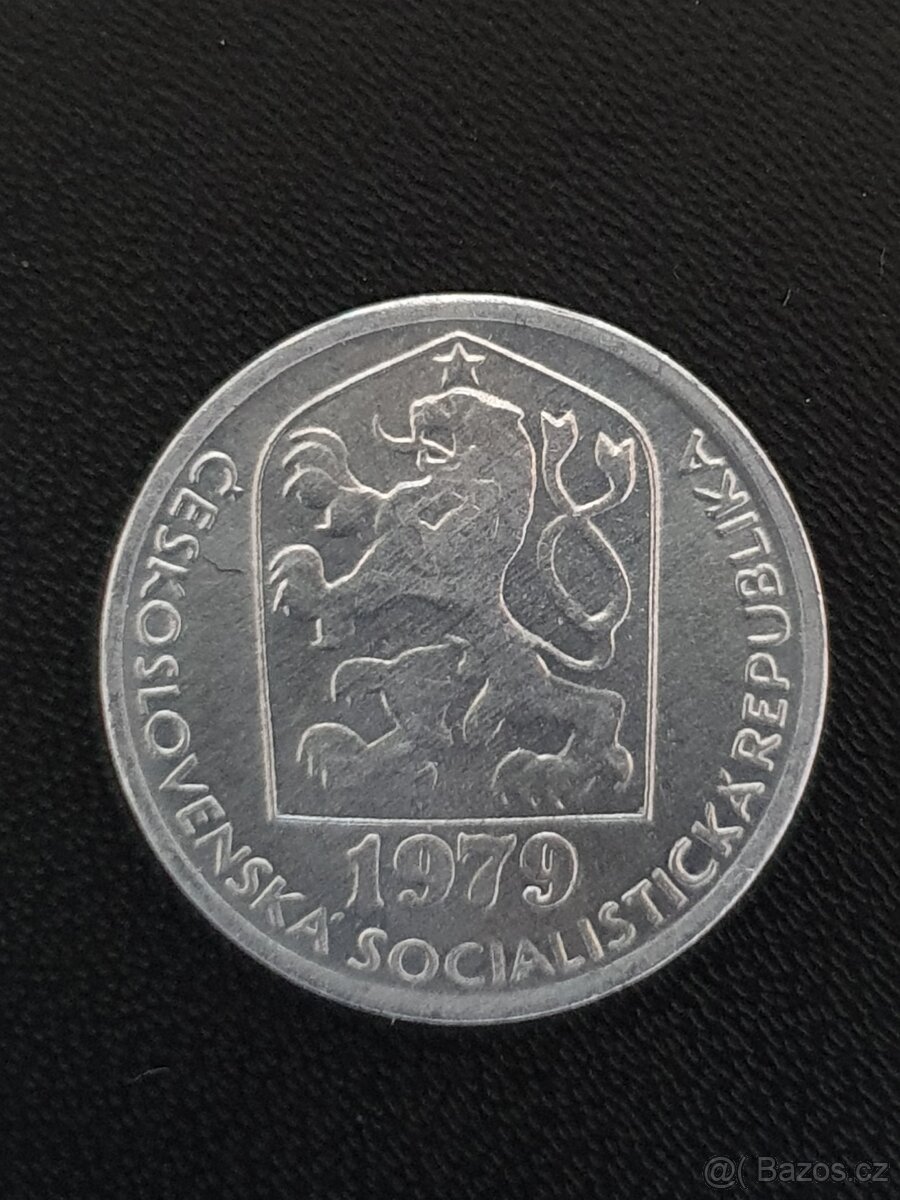 ČESKOSLOVENSKÁ SOCIALISTICKÁ REPUBLIKA
1979
@( Bazos.cz